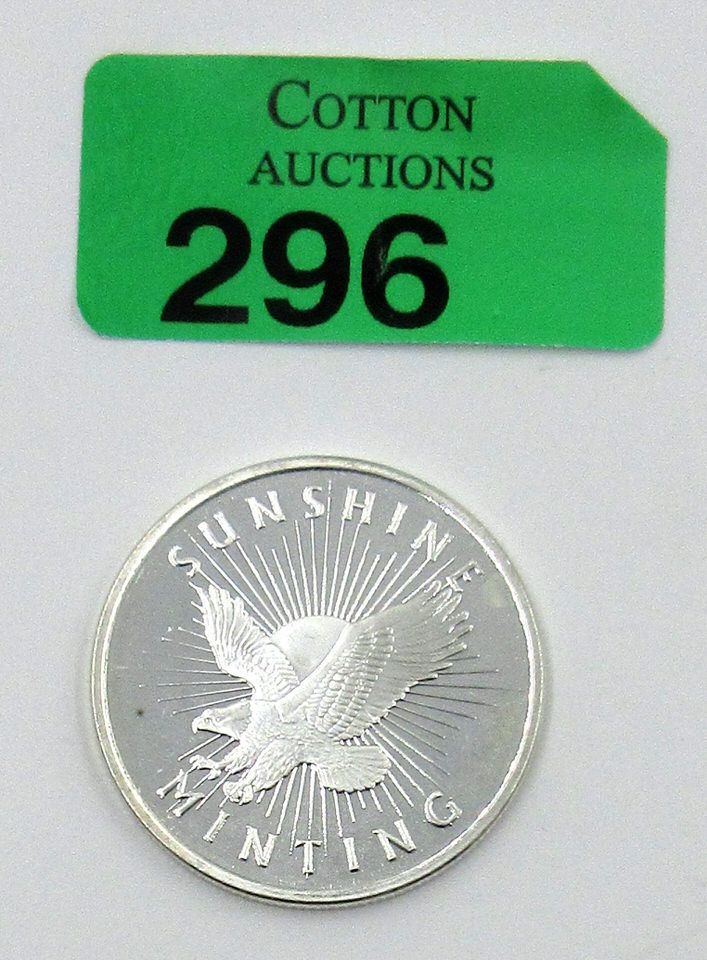 COTTON
AUCTIONS
296
SUNSHINE
MINTING